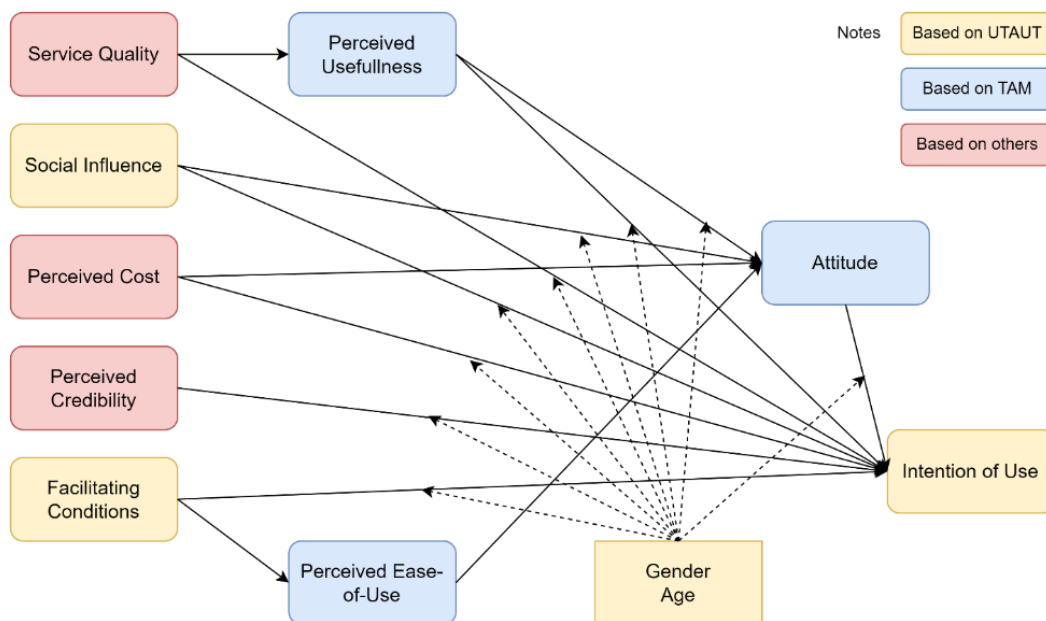 Service Quality
Perceived
Usefullness
Notes
Based on UTAUT
Based on TAM
Based on others
Social Influence
Perceived Cost
Attitude
Perceived
Credibility
Facilitating
Conditions
Intention of Use
Perceived Ease-
of-Use
Gender
Age